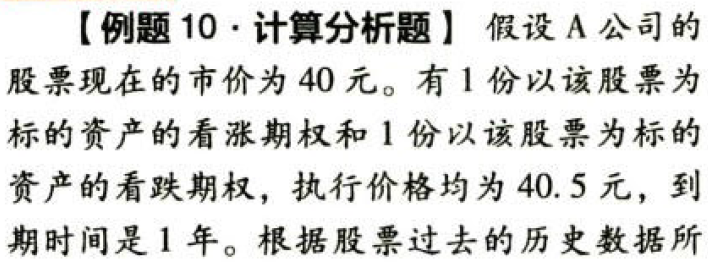 【例题 10·计算分析题】 假设 A 公司的
股票现在的市价为 40 元。有 1 份以该股票为
标的资产的看涨期权和 1 份以该股票为标的
资产的看跌期权，执行价格均为 40.5 元，到
期时间是 1 年。根据股票过去的历史数据所